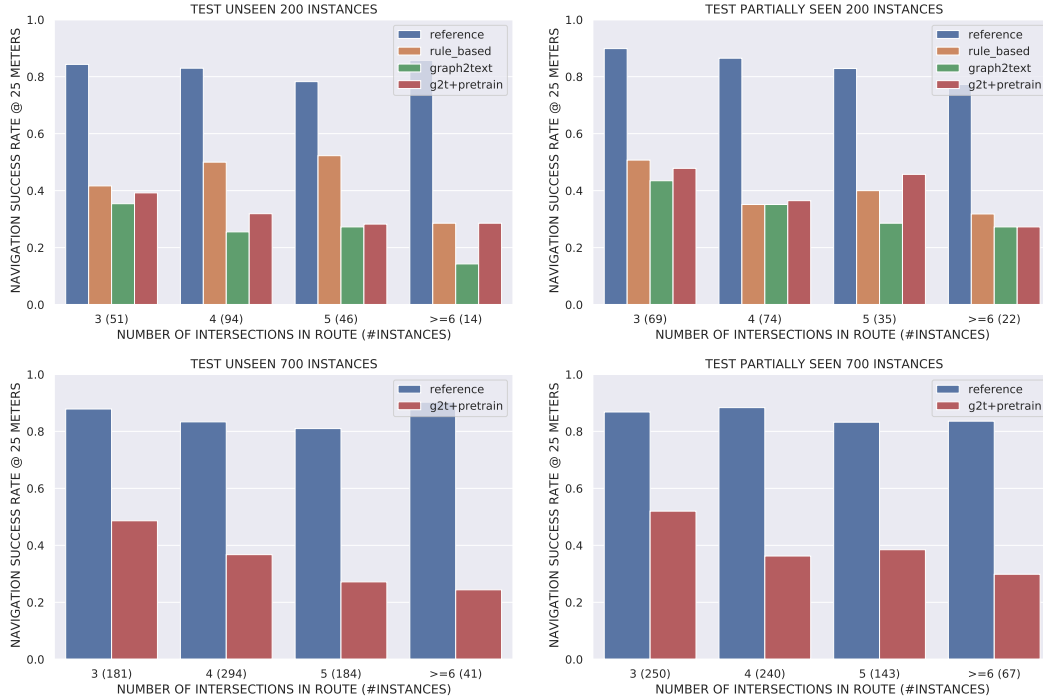 TEST UNSEEN 200 INSTANCES
NAVIGATION SUCCESS RATE @ 25 METERS
1.0
0.8
0.6
0.4
0.2
0.0
reference
rule_based
graph2text
g2t+pretrain
3 (51) 4 (94) 5 (46) >=6 (14)
NUMBER OF INTERSECTIONS IN ROUTE (#INSTANCES)
TEST PARTIALLY SEEN 200 INSTANCES
NAVIGATION SUCCESS RATE @ 25 METERS
1.0
0.8
0.6
0.4
0.2
0.0
reference
rule_based
graph2text
g2t+pretrain
3 (69) 4 (74) 5 (35) >=6 (22)
NUMBER OF INTERSECTIONS IN ROUTE (#INSTANCES)
TEST UNSEEN 700 INSTANCES
NAVIGATION SUCCESS RATE @ 25 METERS
1.0
0.8
0.6
0.4
0.2
0.0
reference
g2t+pretrain
3 (181) 4 (294) 5 (184) >=6 (41)
NUMBER OF INTERSECTIONS IN ROUTE (#INSTANCES)
TEST PARTIALLY SEEN 700 INSTANCES
NAVIGATION SUCCESS RATE @ 25 METERS
1.0
0.8
0.6
0.4
0.2
0.0
reference
g2t+pretrain
3 (250) 4 (240) 5 (143) >=6 (67)
NUMBER OF INTERSECTIONS IN ROUTE (#INSTANCES)